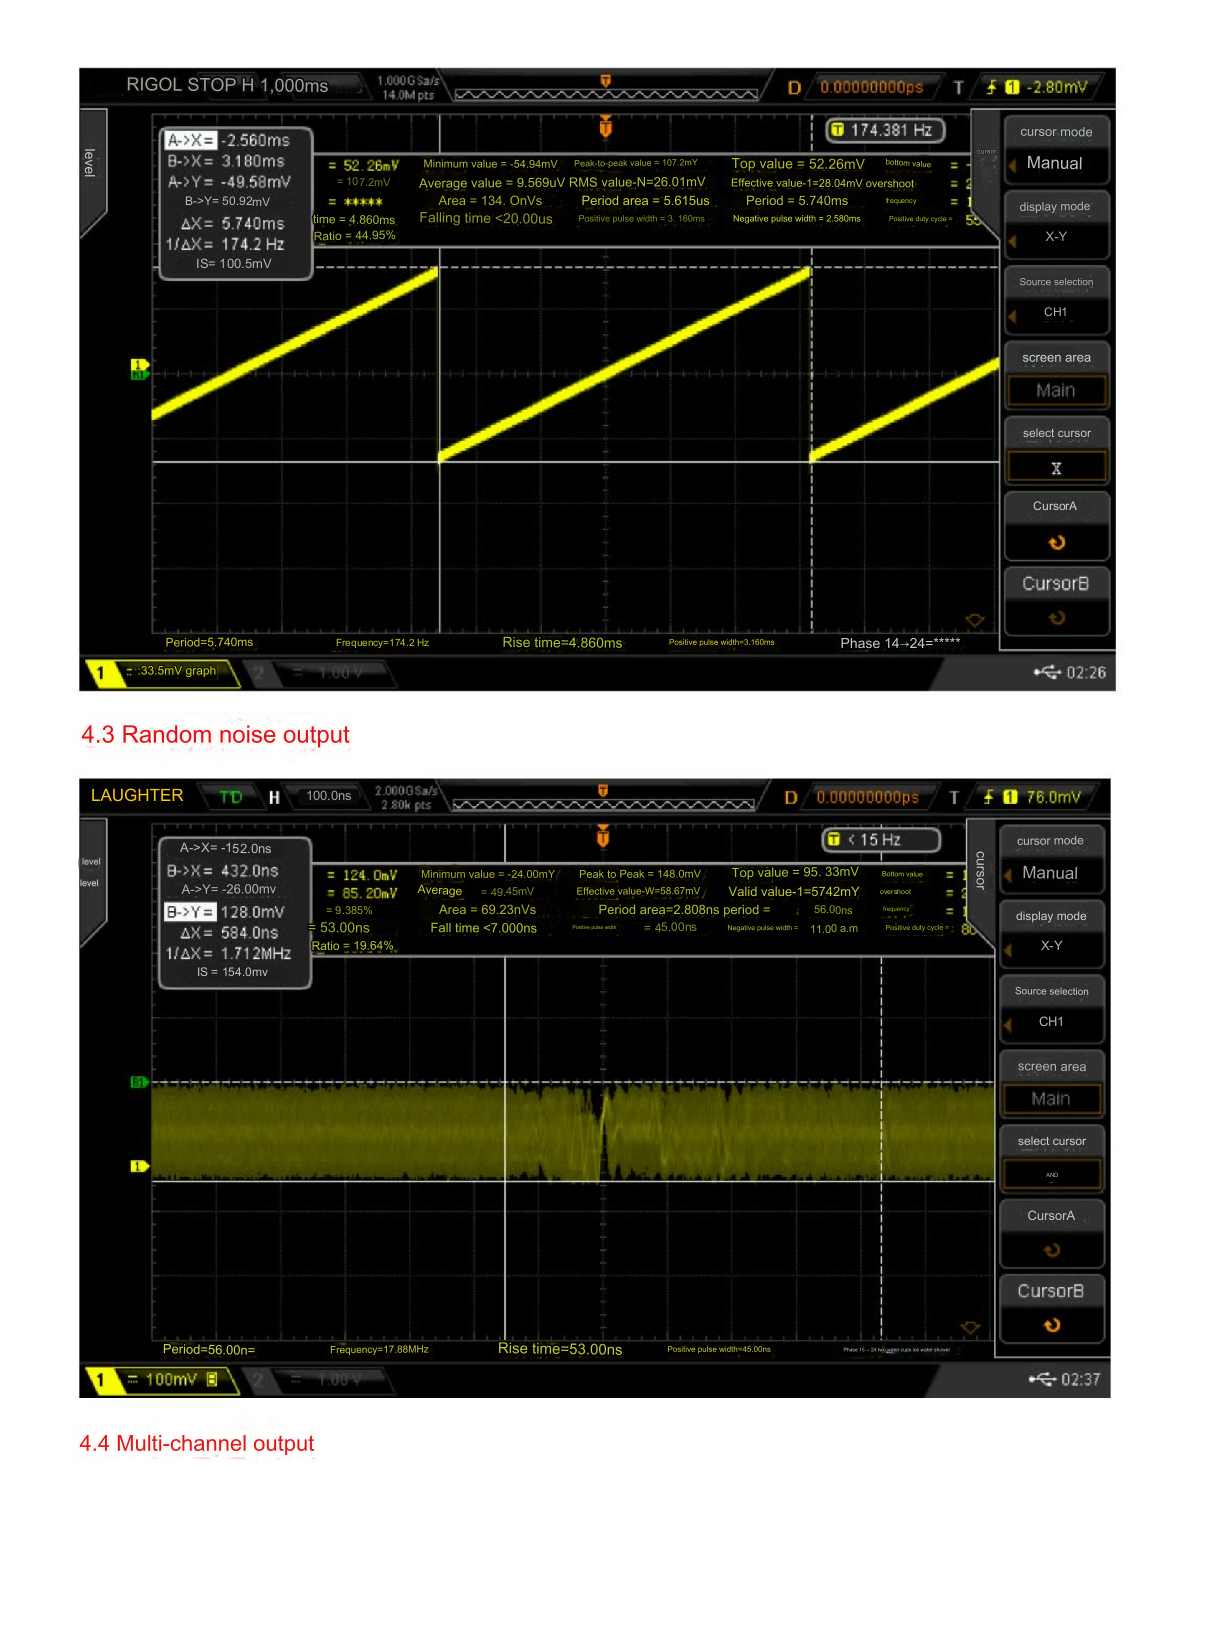 RIGOL STOP H 1,000ms
1.000GSa/s
14.0M pts
D 0.00000000ps
T
1 -2.80mV
level
A->X= -2.560ms
B->X= 3.180ms
A->Y= -49.58mV
B->Y= 50.92mV
ΔX= 5.740ms
1/ΔX= 174.2 Hz
IS= 100.5mV
T 174.381 Hz
= 52.26mV Minimum value = -54.94mV Peak-to-peak value = 107.2mY Top value = 52.26mV bottom value = -
= 107.2mV Average value = 9.569uV RMS value-N=26.01mV Effective value-1=28.04mV overshoot = 2
= ***** Area = 134. OnVs Period area = 5.615us Period = 5.740ms frequency = 1
time = 4.860ms Falling time <20.00us Positive pulse width = 3. 160ms Negative pulse width = 2.580ms Positive duty cycle = 55
Ratio = 44.95%
cursor
cursor mode
Manual
display mode
X-Y
Source selection
CH1
screen area
Main
select cursor
X
CursorA
CursorB
1
Period=5.740ms Frequency=174.2 Hz Rise time=4.860ms Positive pulse width=3.160ms Phase 14→24=*****
1 = :33.5mV graph 2 = 1.00 V 02:26
4.3 Random noise output
LAUGHTER TD H 100.0ns
2.000GSa/s
2.80k pts
D 0.00000000ps
T
1 76.0mV
level
level
A->X= -152.0ns
B->X= 432.0ns
A->Y= -26.00mv
B->Y= 128.0mV
ΔX= 584.0ns
1/ΔX= 1.712MHz
IS = 154.0mv
T < 15 Hz
= 124.0mV Minimum value = -24.00mY Peak to Peak = 148.0mV Top value = 95. 33mV Bottom value = 1
= 85.20mV Average = 49.45mV Effective value-W=58.67mV Valid value-1=5742mY overshoot = 2
= 9.385% Area = 69.23nVs Period area=2.808ns period = 56.00ns frequency = 1
= 53.00ns Fall time <7.000ns Positive pulse width = 45.00ns Negative pulse width = 11.00 a.m Positive duty cycle = 80
Ratio = 19.64%
cursor
cursor mode
Manual
display mode
X-Y
Source selection
CH1
screen area
Main
select cursor
AND
CursorA
CursorB
1
Period=56.00n= Frequency=17.88MHz Rise time=53.00ns Positive pulse width=45.00ns
1 = 100mV B 2 = 1.00 V 02:37
4.4 Multi-channel output